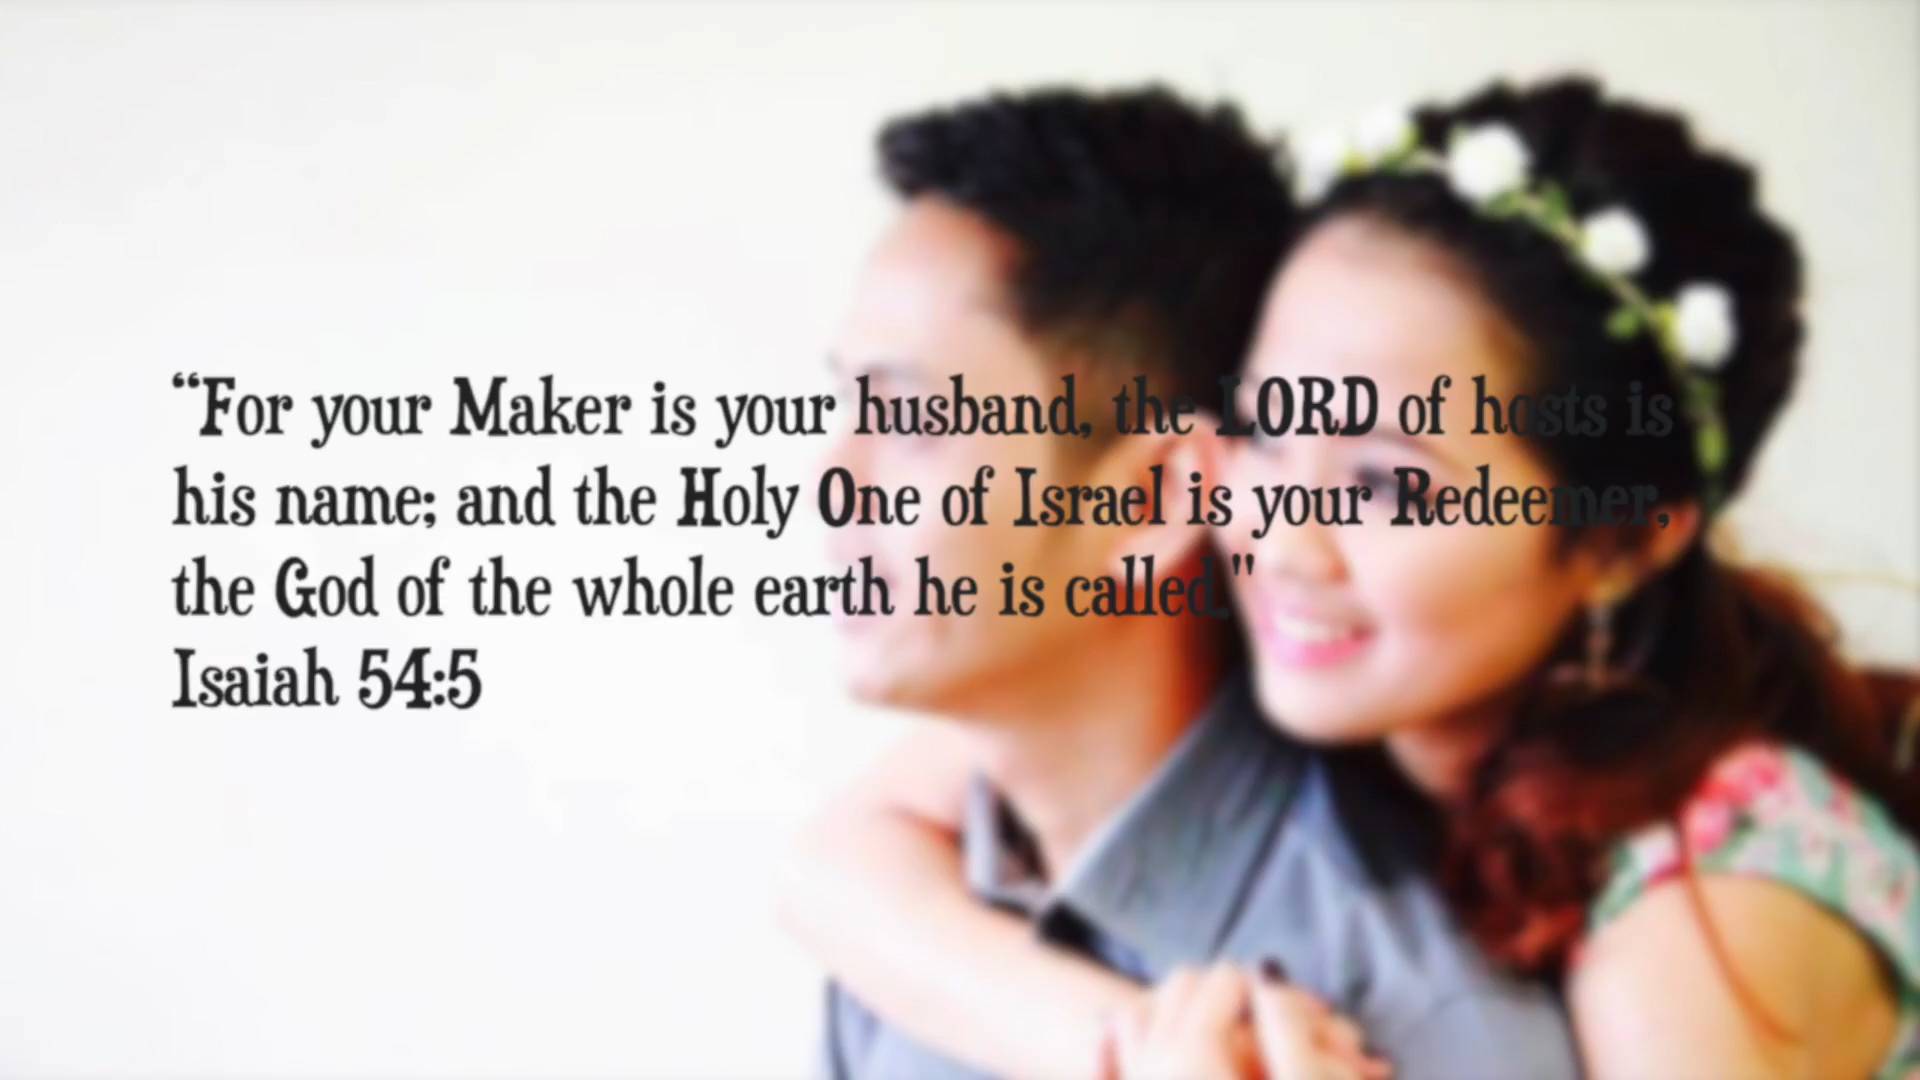 “For your Maker is your husband, the LORD of hosts is
his name; and the Holy One of Israel is your Redeemer,
the God of the whole earth he is called."
Isaiah 54:5